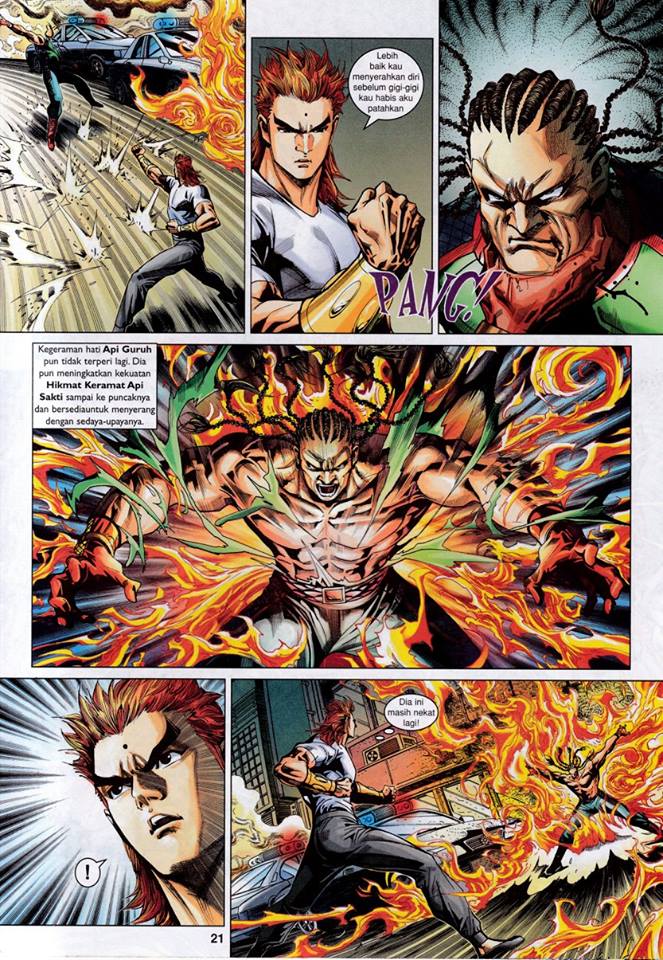 Lebih
baik kau
menyerahkan diri
sebelum gigi-gigi
kau habis aku
patahkan
PANG!
Kegeraman hati Api Guruh
pun tidak terperi lagi. Dia
pun meningkatkan kekuatan
Hikmat Keramat Api
Sakti sampai ke puncaknya
dan bersediauntuk menyerang
dengan sedaya-upayanya.
!
Dia ini
masih nekat
lagi!
21